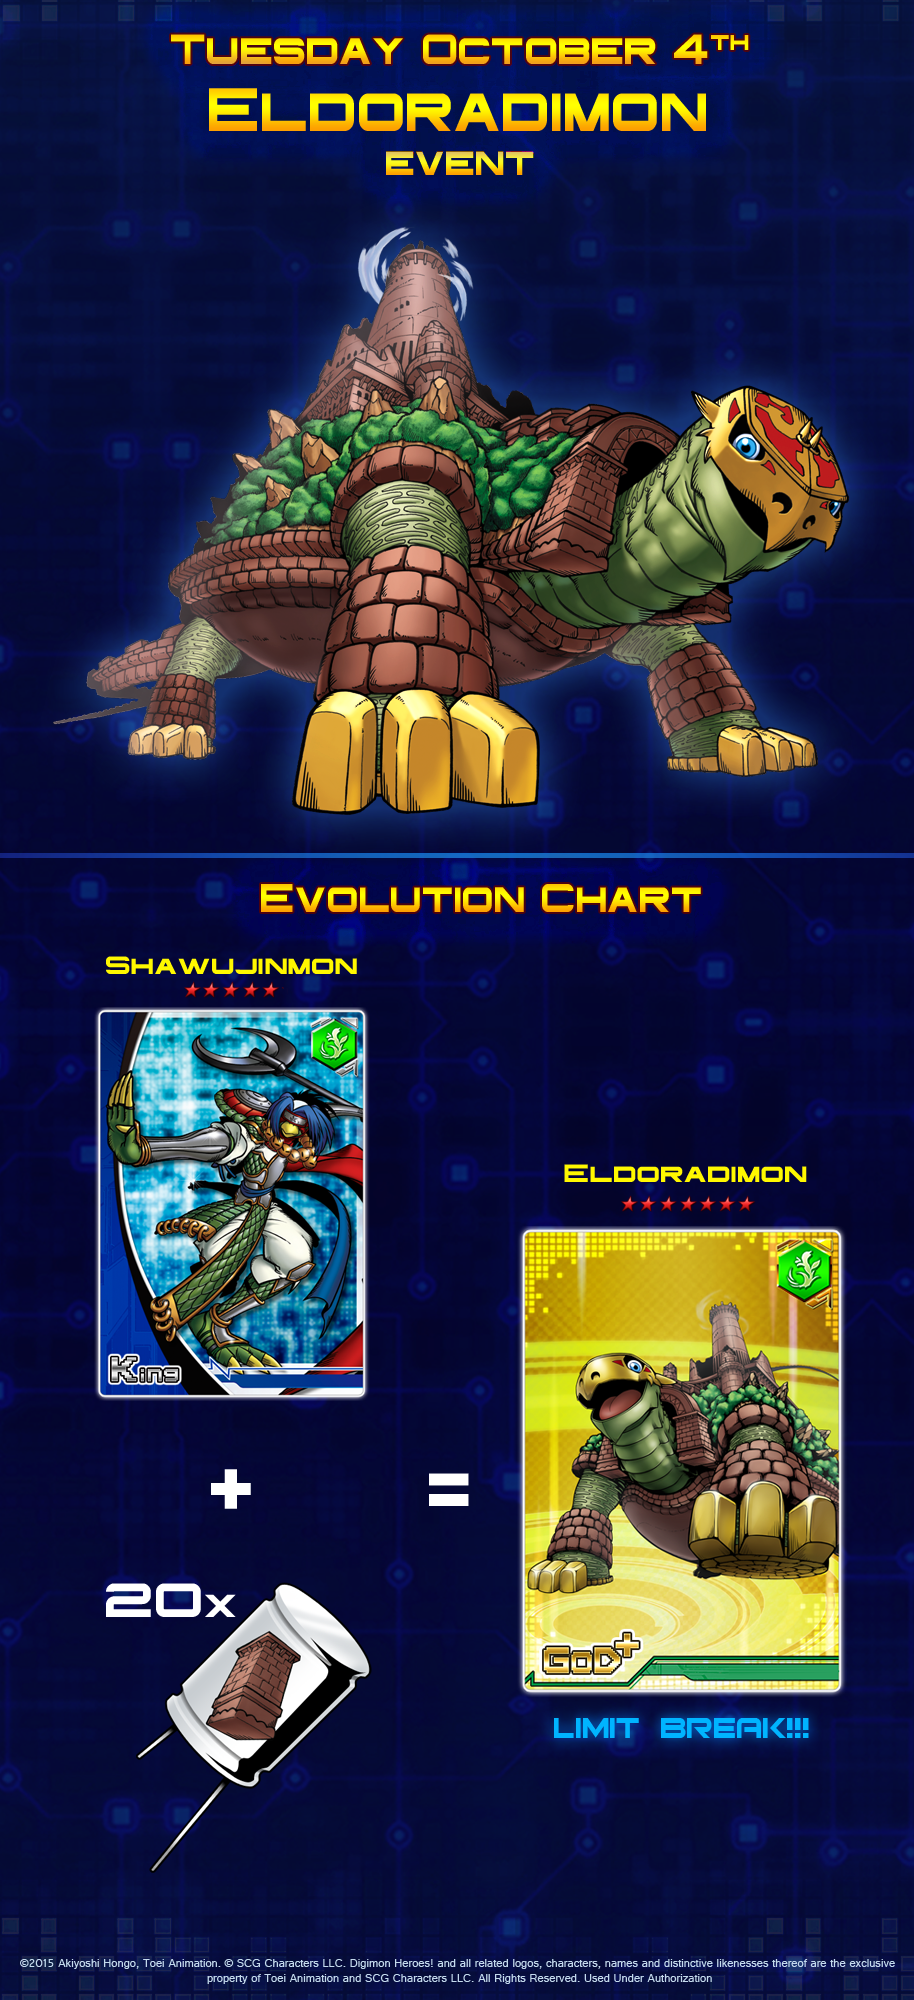 Tuesday October 4th
Eldoradimon
event
Evolution Chart
Shawujinmon
King
+
20x
=
Eldoradimon
God+
LIMIT BREAK!!!
©2015 Akiyoshi Hongo, Toei Animation. © SCG Characters LLC. Digimon Heroes! and all related logos, characters, names and distinctive likenesses thereof are the exclusive
property of Toei Animation and SCG Characters LLC. All Rights Reserved. Used Under Authorization